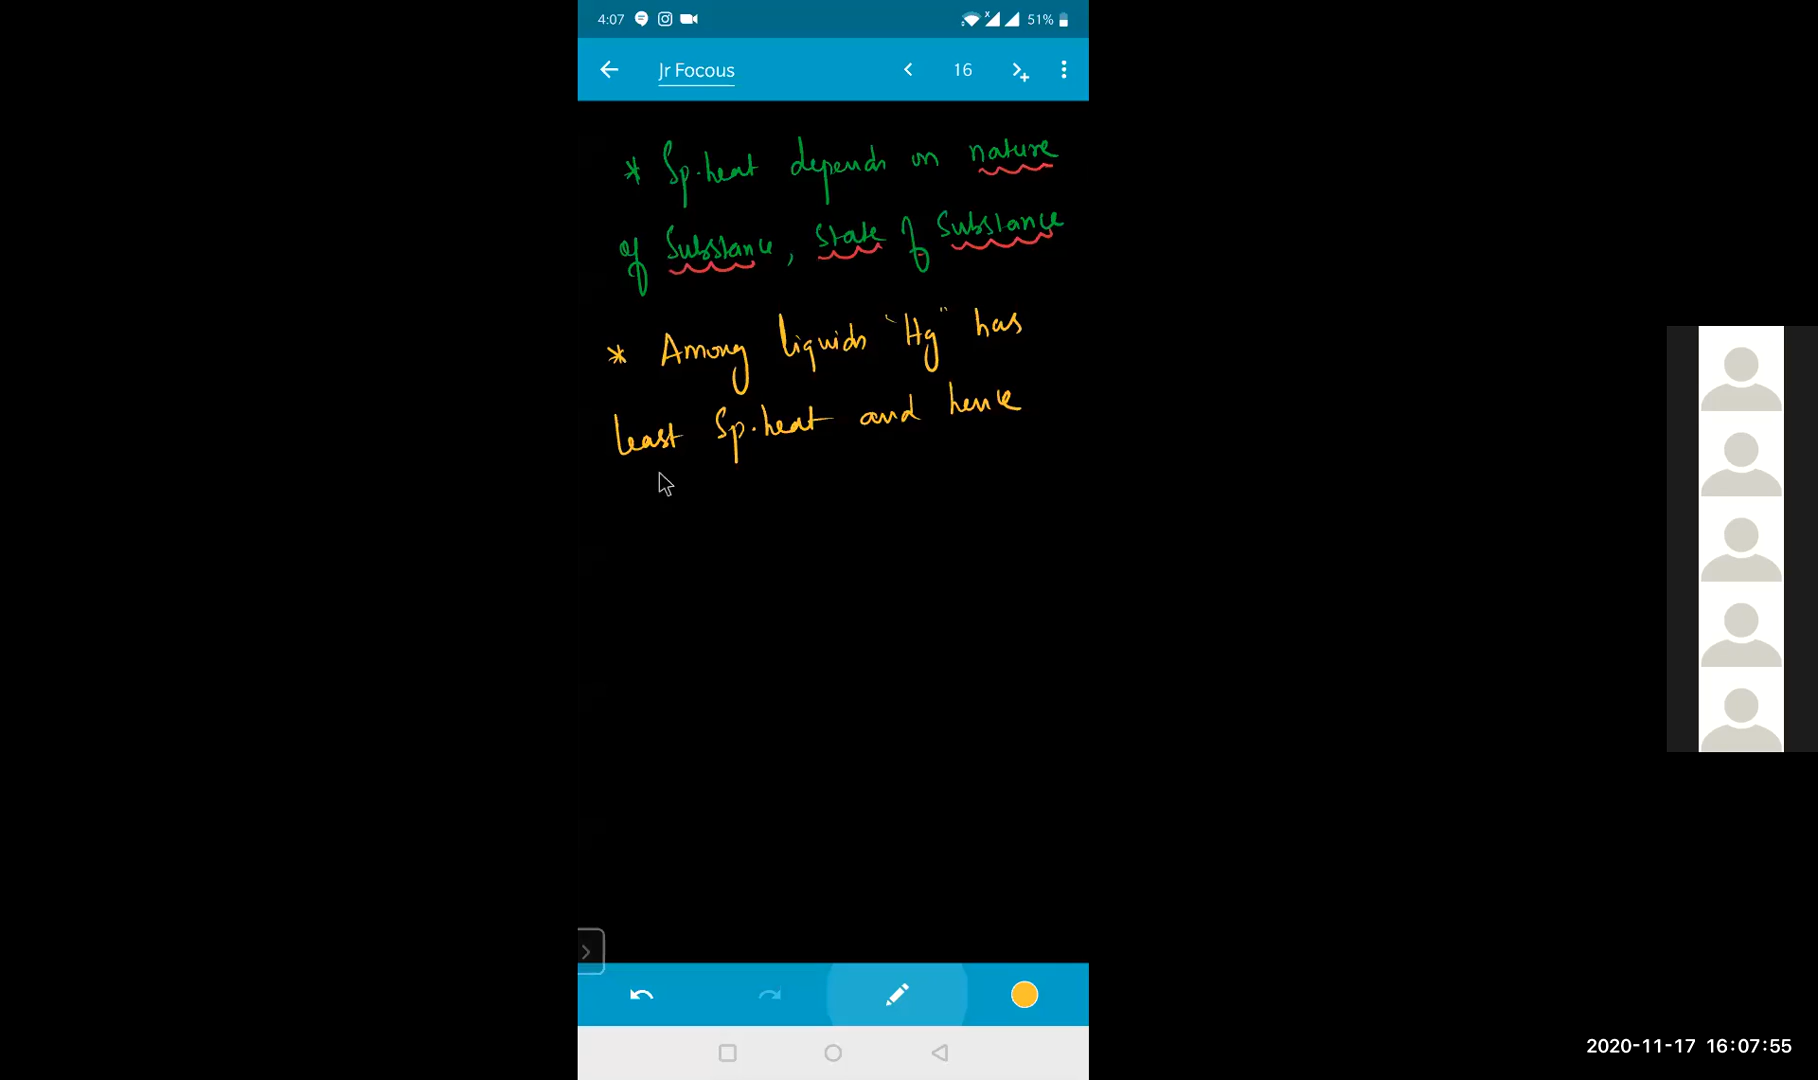 4:07
51%
Jr Focous
16
* Sp.heat depends on nature
of Substance, State of Substance
* Among liquids "Hg" has
least Sp.heat and hence
2020-11-17 16:07:55